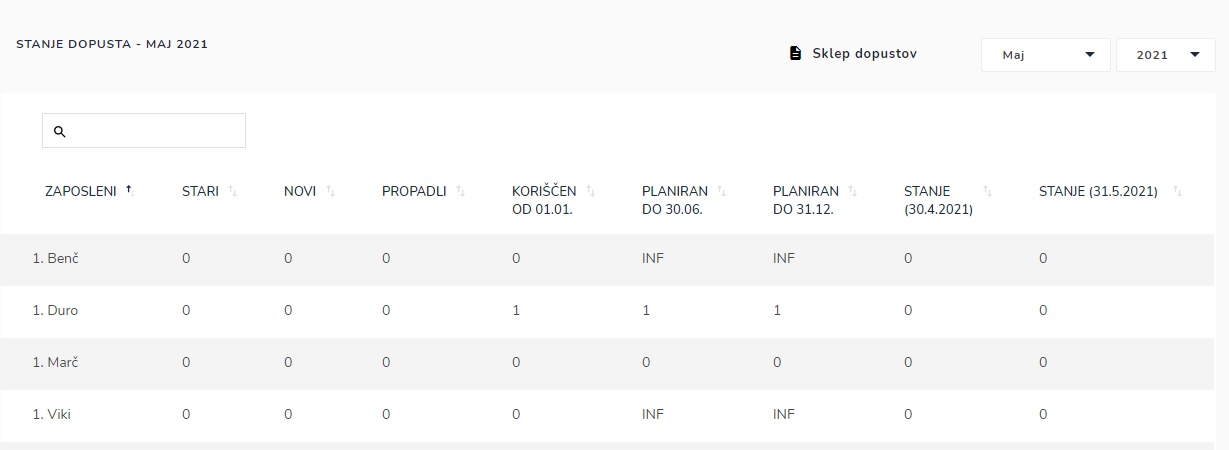 STANJE DOPUSTA - MAJ 2021
Sklep dopustov
Maj
2021
ZAPOSLENI STARI NOVI PROPADLI KORIŠČEN OD 01.01. PLANIRAN DO 30.06. PLANIRAN DO 31.12. STANJE (30.4.2021) STANJE (31.5.2021)
1. Benč 0 0 0 0 INF INF 0 0
1. Duro 0 0 0 1 1 1 0 0
1. Marč 0 0 0 0 0 0 0 0
1. Viki 0 0 0 0 INF INF 0 0